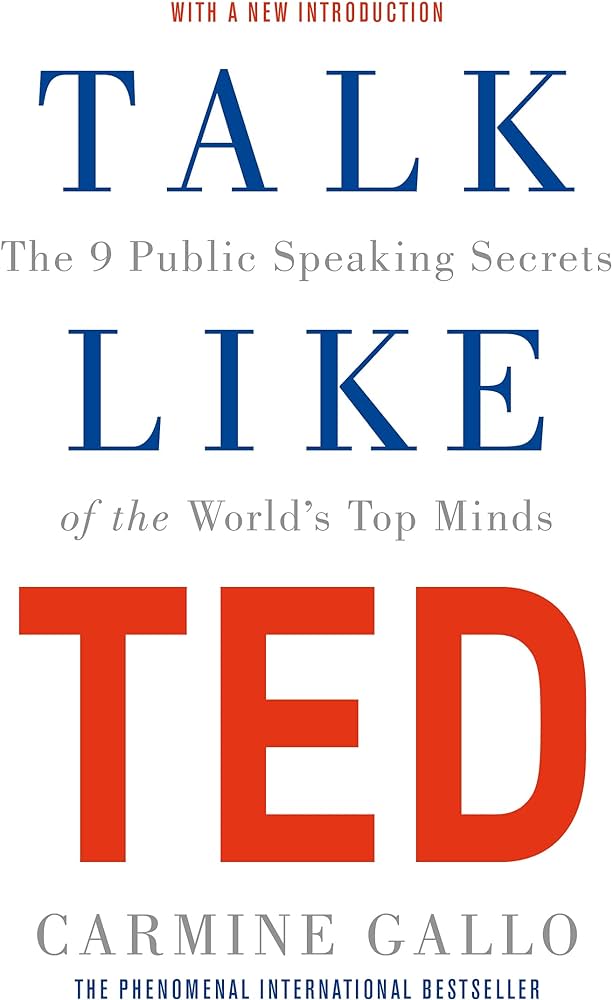 WITH A NEW INTRODUCTION
TALK
The 9 Public Speaking Secrets
LIKE
of the World's Top Minds
TED
CARMINE GALLO
THE PHENOMENAL INTERNATIONAL BESTSELLER